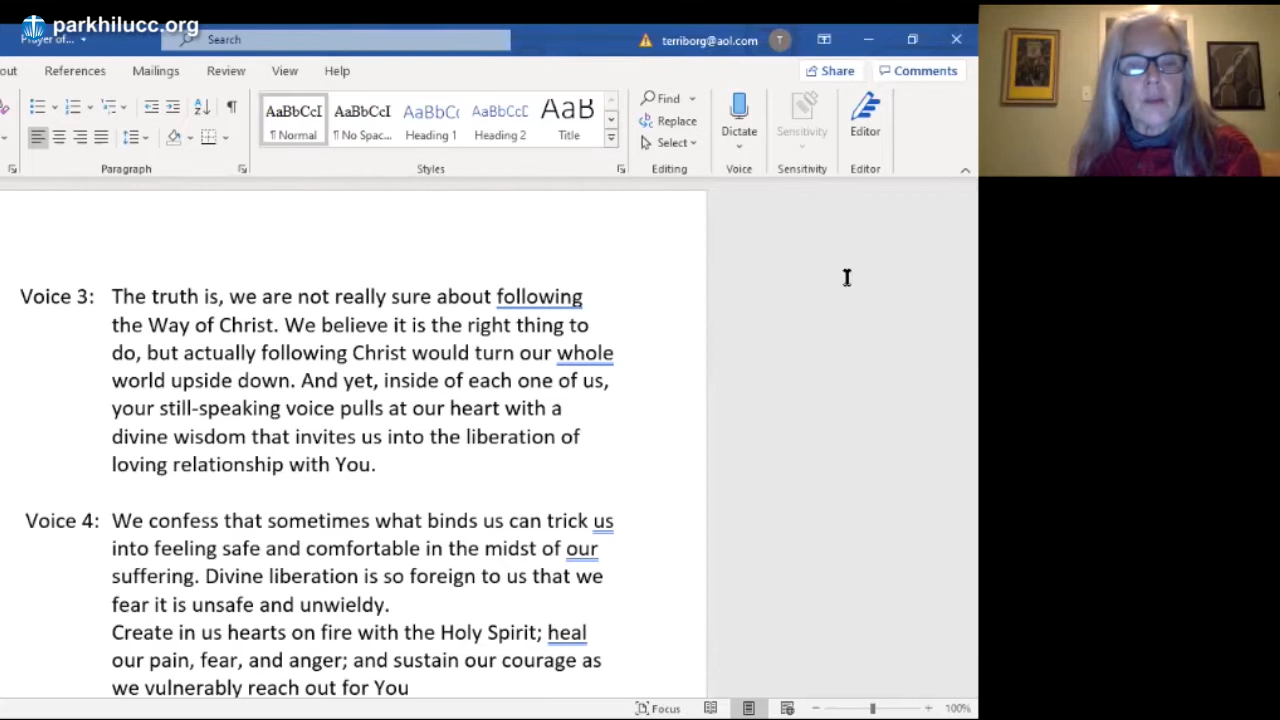 parkhilucc.org
Prayer of...
Search
terriborg@aol.com
T
out References Mailings Review View Help
Share Comments
AaBbCcI AaBbCcI AaBbCc AaBbCcD AaB
¶ Normal ¶ No Spac... Heading 1 Heading 2 Title
Find
Replace
Select
Dictate
Sensitivity
Editor
Paragraph Styles Editing Voice Sensitivity Editor
Voice 3: The truth is, we are not really sure about following
the Way of Christ. We believe it is the right thing to
do, but actually following Christ would turn our whole
world upside down. And yet, inside of each one of us,
your still-speaking voice pulls at our heart with a
divine wisdom that invites us into the liberation of
loving relationship with You.
Voice 4: We confess that sometimes what binds us can trick us
into feeling safe and comfortable in the midst of our
suffering. Divine liberation is so foreign to us that we
fear it is unsafe and unwieldy.
Create in us hearts on fire with the Holy Spirit; heal
our pain, fear, and anger; and sustain our courage as
we vulnerably reach out for You
Focus 100%